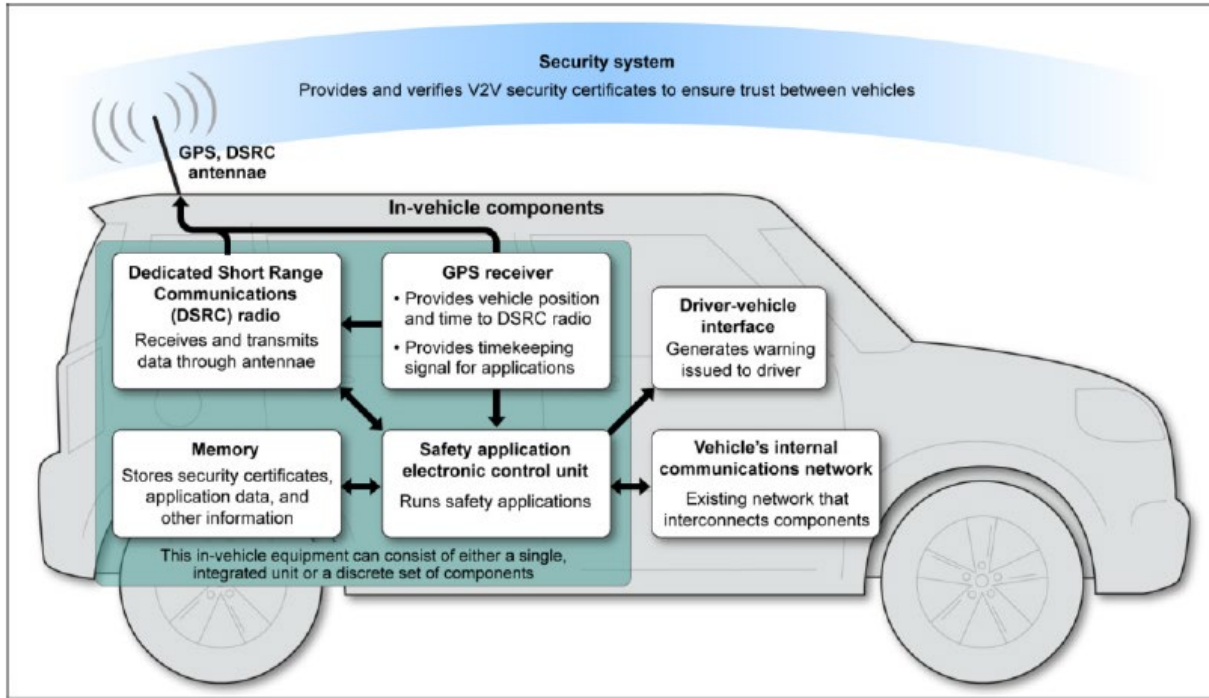 Security system
Provides and verifies V2V security certificates to ensure trust between vehicles
GPS, DSRC
antennae
In-vehicle components
Dedicated Short Range
Communications
(DSRC) radio
Receives and transmits
data through antennae
GPS receiver
• Provides vehicle position
and time to DSRC radio
• Provides timekeeping
signal for applications
Driver-vehicle
interface
Generates warning
issued to driver
Memory
Stores security certificates,
application data, and
other information
Safety application
electronic control unit
Runs safety applications
Vehicle's internal
communications network
Existing network that
interconnects components
This in-vehicle equipment can consist of either a single,
integrated unit or a discrete set of components